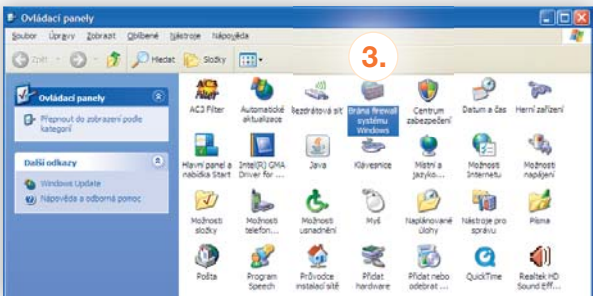 Ovládací panely
Soubor Úpravy Zobrazit Oblíbené Nástroje Nápověda
Zpět Hledat Složky
3.
Ovládací panely
Přepnout do zobrazení podle
kategorií
Další odkazy
Windows Update
Nápověda a odborná pomoc
AC3 Filter
Automatické
aktualizace
Bezdrátová síť
Brána firewall
systému
Windows
Centrum
zabezpečení
Datum a čas
Herní zařízení
Hlavní panel a
nabídka Start
Intel(R) GMA
Driver for ...
Java
Klávesnice
Místní a
jazyko...
Možnosti
Internetu
Možnosti
napájení
Možnosti
složky
Možnosti
telefon...
Možnosti
usnadnění
Myš
Naplánované
úlohy
Nástroje pro
správu
Písma
Pošta
Program
Speech
Průvodce
instalací sítě
Přidat
hardware
Přidat nebo
odebrat ...
QuickTime
Realtek HD
Sound Eff...